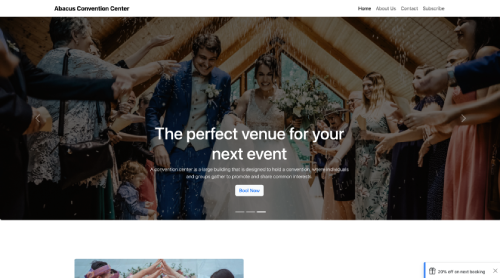 Abacus Convention Center
Home About Us Contact Subscribe
The perfect venue for your
next event
A convention center is a large building that is designed to hold a convention, where individuals
and groups gather to promote and share common interests.
Book Now
20% off on next booking